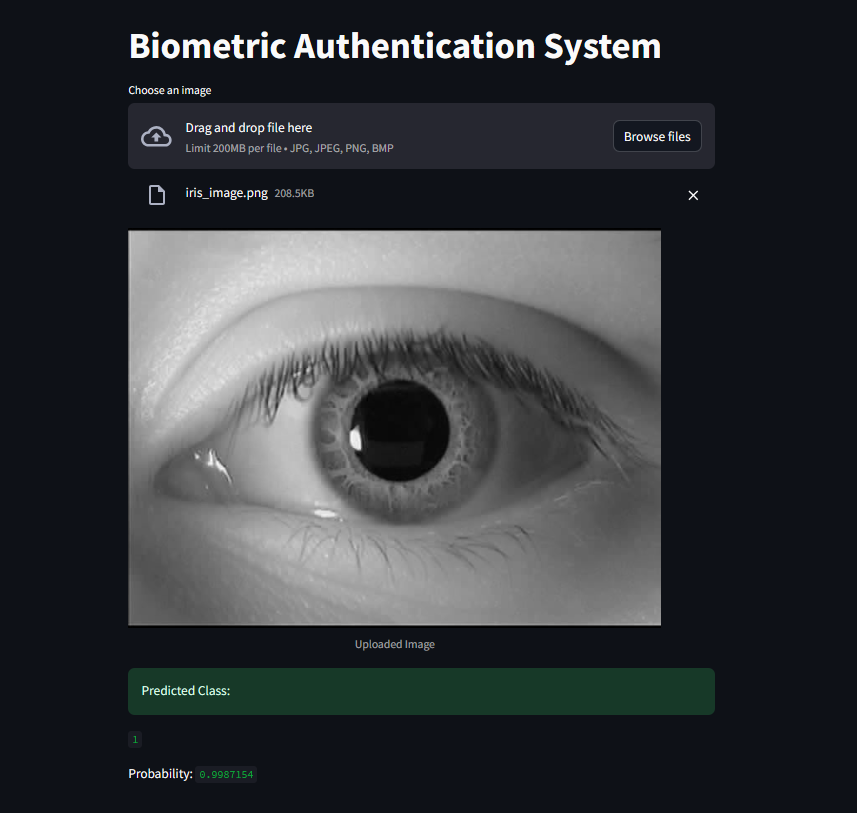 Biometric Authentication System
Choose an image
Drag and drop file here
Limit 200MB per file • JPG, JPEG, PNG, BMP
Browse files
iris_image.png 208.5KB
Uploaded Image
Predicted Class:
1
Probability: 0.9987154